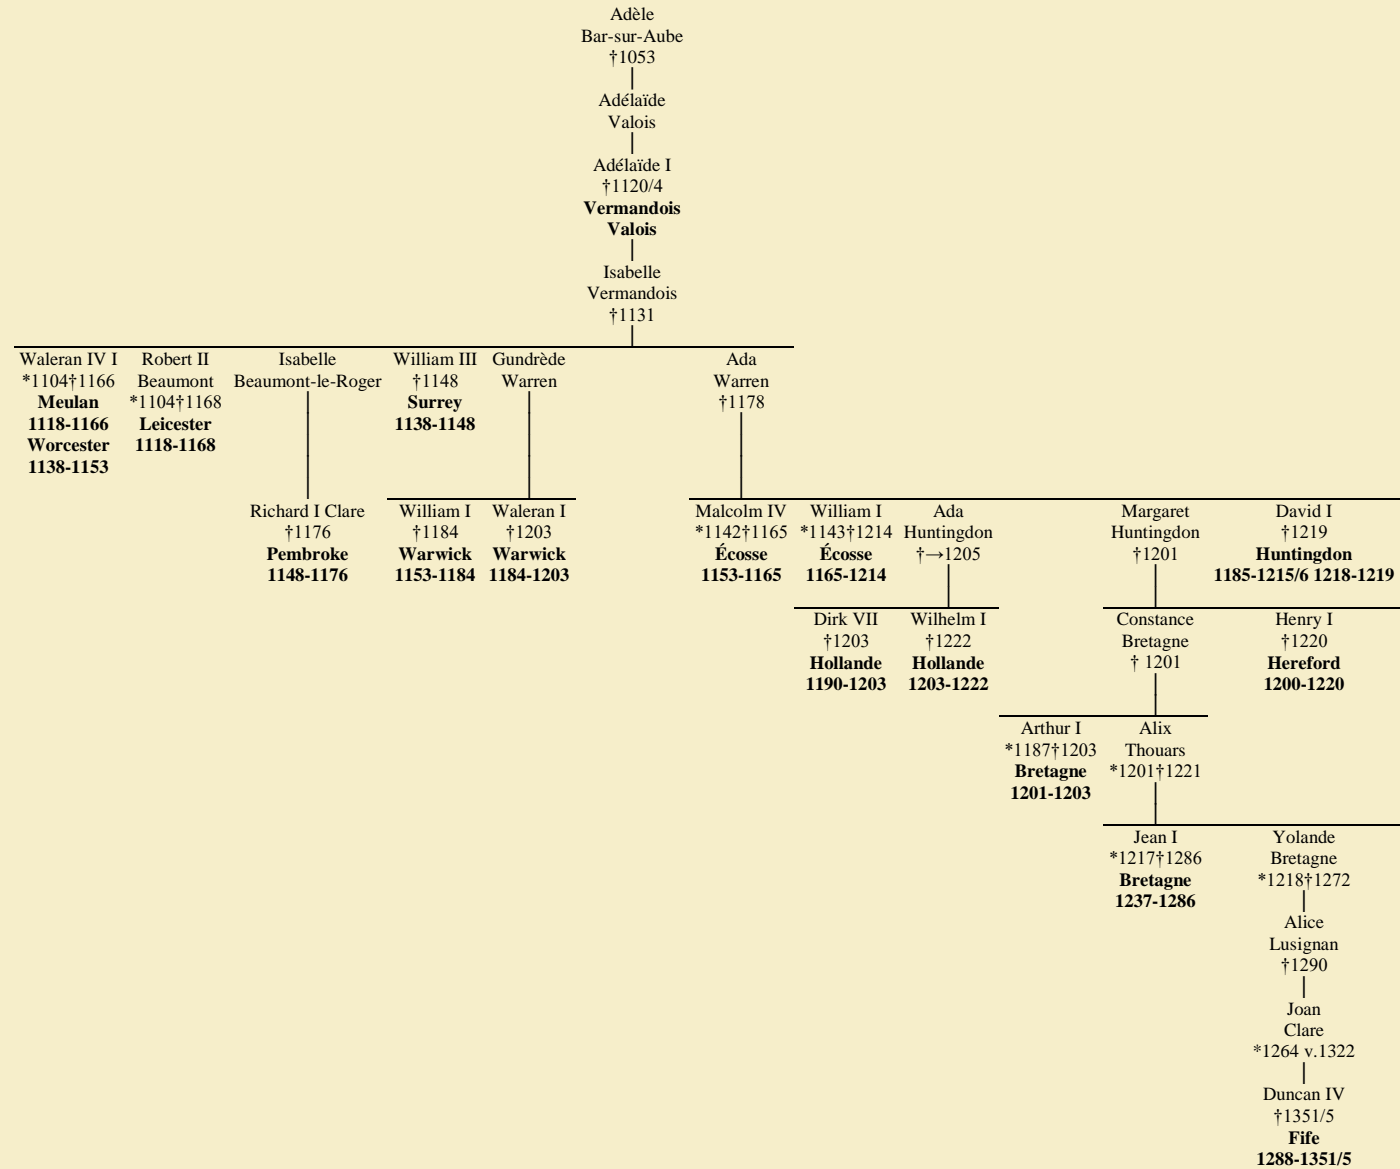 Adèle
Bar-sur-Aube
†1053
Adélaïde
Valois
Adélaïde I
†1120/4
Vermandois
Valois
Isabelle
Vermandois
†1131
Waleran IV I
*1104†1166
Meulan
1118-1166
Worcester
1138-1153
Robert II
Beaumont
*1104†1168
Leicester
1118-1168
Isabelle
Beaumont-le-Roger
William III
†1148
Surrey
1138-1148
Gundrède
Warren
Ada
Warren
†1178
Richard I Clare
†1176
Pembroke
1148-1176
William I
†1184
Warwick
1153-1184
Waleran I
†1203
Warwick
1184-1203
Malcolm IV
*1142†1165
Écosse
1153-1165
William I
*1143†1214
Écosse
1165-1214
Ada
Huntingdon
†→1205
Margaret
Huntingdon
†1201
David I
†1219
Huntingdon
1185-1215/6 1218-1219
Dirk VII
†1203
Hollande
1190-1203
Wilhelm I
†1222
Hollande
1203-1222
Constance
Bretagne
† 1201
Henry I
†1220
Hereford
1200-1220
Arthur I
*1187†1203
Bretagne
1201-1203
Alix
Thouars
*1201†1221
Jean I
*1217†1286
Bretagne
1237-1286
Yolande
Bretagne
*1218†1272
Alice
Lusignan
†1290
Joan
Clare
*1264 v.1322
Duncan IV
†1351/5
Fife
1288-1351/5